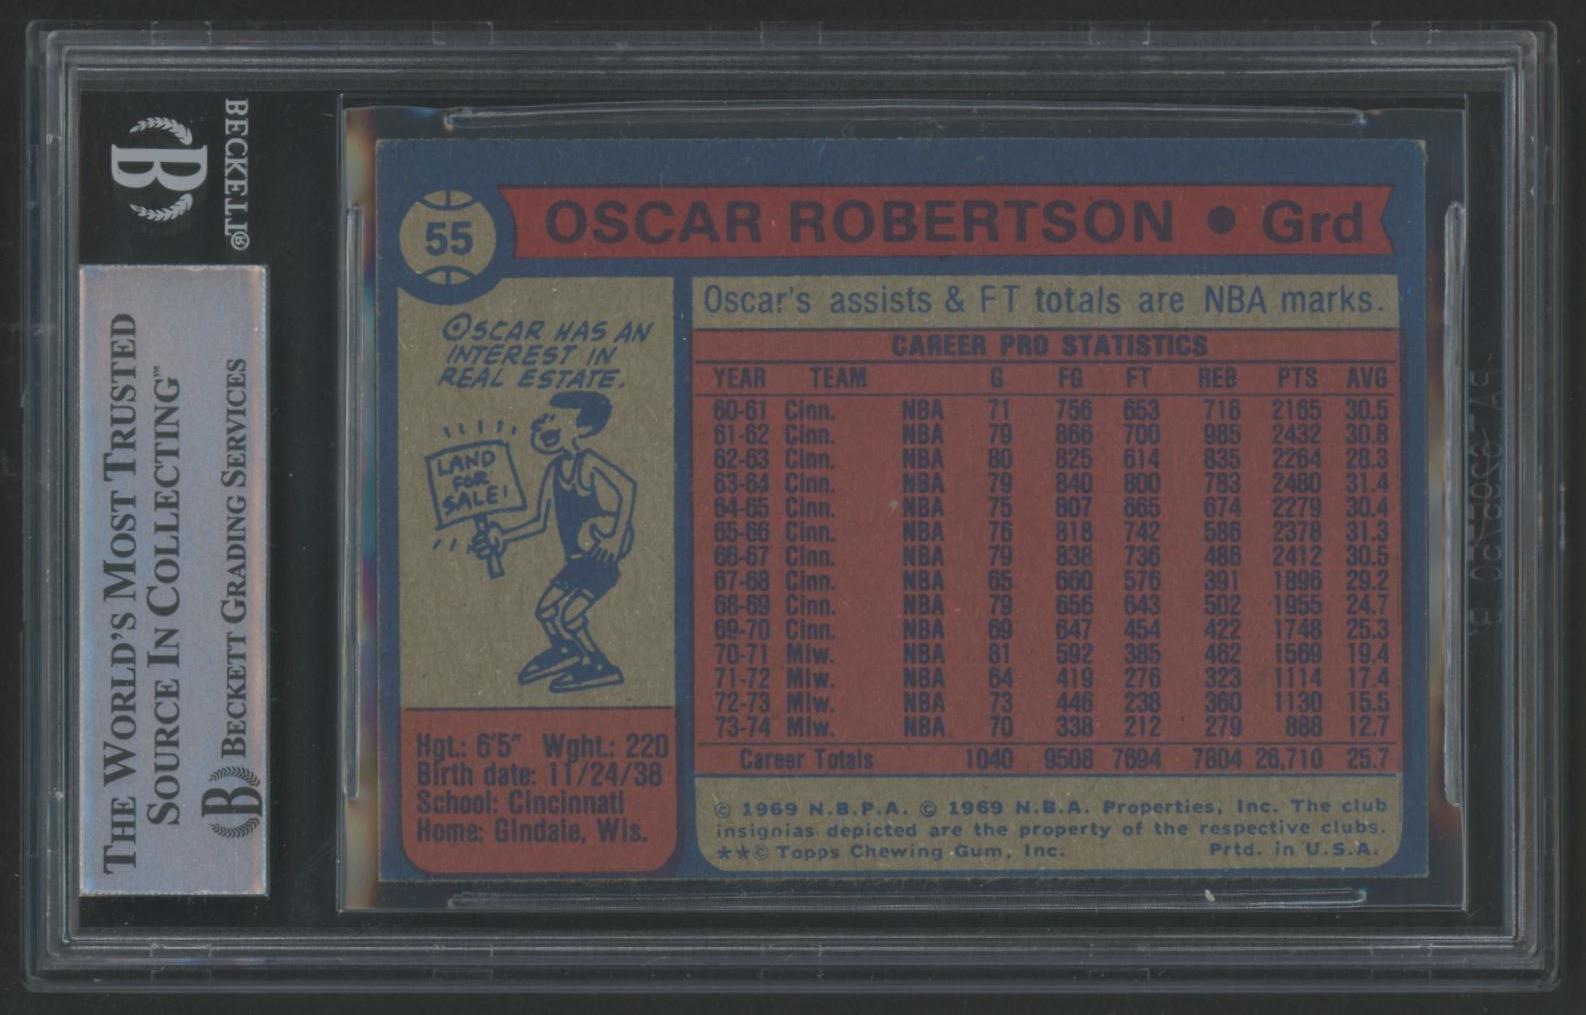 BECKETT®
B
THE WORLD'S MOST TRUSTED
SOURCE IN COLLECTING™
B BECKETT GRADING SERVICES
55
OSCAR ROBERTSON • Grd
OSCAR HAS AN
INTEREST IN
REAL ESTATE.
LAND
FOR
SALE!
Hgt.: 6'5" Wght.: 220
Birth date: 11/24/38
School: Cincinnati
Home: Glndale, Wis.
Oscar's assists & FT totals are NBA marks.
CAREER PRO STATISTICS
YEAR TEAM G FG FT REB PTS AVG
60-61 Cinn. NBA 71 756 653 716 2165 30.5
61-62 Cinn. NBA 79 866 700 985 2432 30.8
62-63 Cinn. NBA 80 825 614 835 2264 28.3
63-64 Cinn. NBA 79 840 800 783 2480 31.4
64-65 Cinn. NBA 75 807 665 674 2279 30.4
65-66 Cinn. NBA 76 818 742 586 2378 31.3
66-67 Cinn. NBA 79 838 736 486 2412 30.5
67-68 Cinn. NBA 65 660 576 391 1896 29.2
68-69 Cinn. NBA 79 656 643 502 1955 24.7
69-70 Cinn. NBA 69 647 454 422 1748 25.3
70-71 Mlw. NBA 81 592 385 462 1569 19.4
71-72 Mlw. NBA 64 419 276 323 1114 17.4
72-73 Mlw. NBA 73 446 238 360 1130 15.5
73-74 Mlw. NBA 70 338 212 279 888 12.7
Career Totals 1040 9508 7694 7804 26,710 25.7
© 1969 N.B.P.A. © 1969 N.B.A. Properties, Inc. The club
insignias depicted are the property of the respective clubs.
★★© Topps Chewing Gum, Inc. Prtd. in U.S.A.